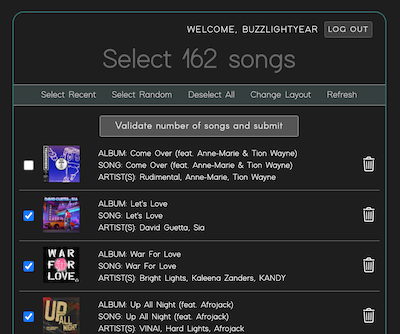 WELCOME, BUZZLIGHTYEAR LOG OUT
Select 162 songs
Select Recent Select Random Deselect All Change Layout Refresh
Validate number of songs and submit
ALBUM: Come Over (feat. Anne-Marie & Tion Wayne)
SONG: Come Over (feat. Anne-Marie & Tion Wayne)
ARTIST(S): Rudimental, Anne-Marie, Tion Wayne
DAVID GUETTA, SIA
ALBUM: Let's Love
SONG: Let's Love
ARTIST(S): David Guetta, Sia
WAR
FOR
LOVE
ALBUM: War For Love
SONG: War For Love
ARTIST(S): Bright Lights, Kaleena Zanders, KANDY
UP
ALL
NIGHT
ALBUM: Up All Night (feat. Afrojack)
SONG: Up All Night (feat. Afrojack)
ARTIST(S): VINAI, Hard Lights, Afrojack